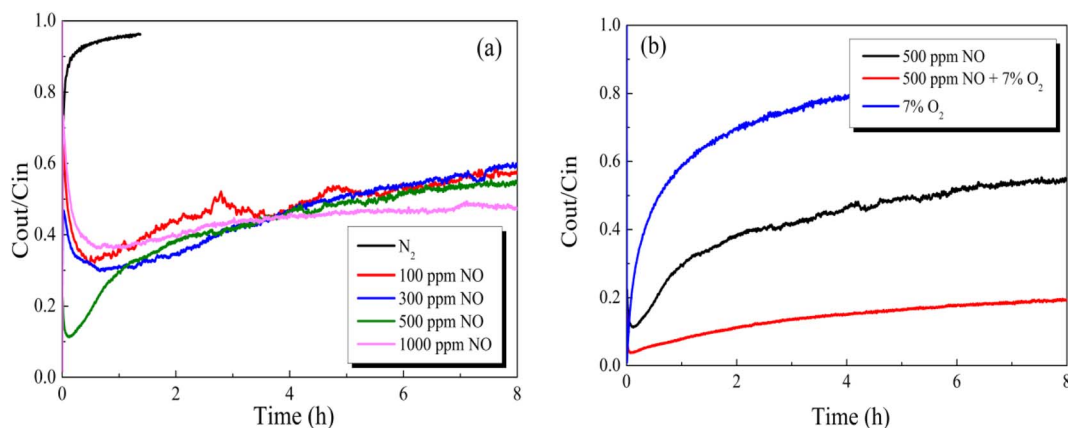 (a)
1.0
0.8
0.6
0.4
0.2
0.0
Cout/Cin
N₂
100 ppm NO
300 ppm NO
500 ppm NO
1000 ppm NO
0 2 4 6 8
Time (h)
(b)
1.0
0.8
0.6
0.4
0.2
0.0
Cout/Cin
500 ppm NO
500 ppm NO + 7% O₂
7% O₂
0 2 4 6 8
Time (h)